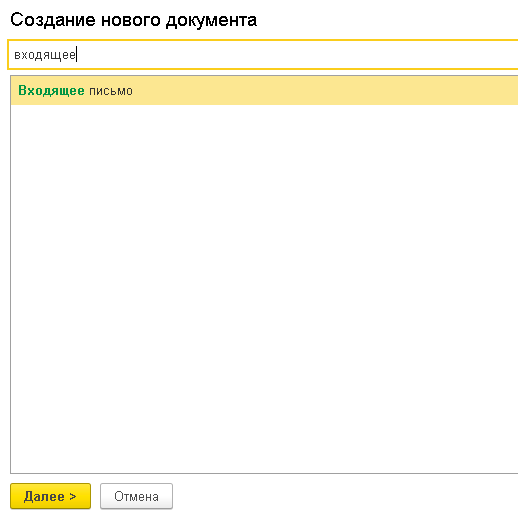 Создание нового документа
входящее
Входящее письмо
Далее > Отмена